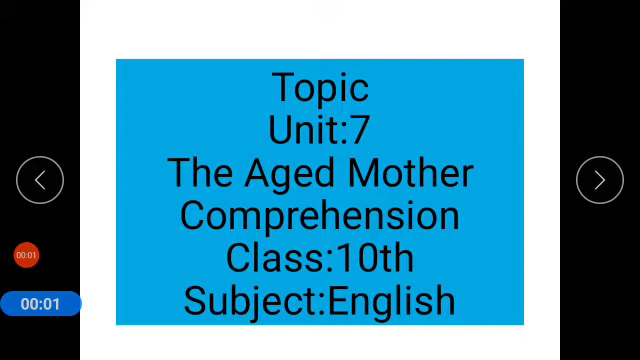 Topic
Unit:7
The Aged Mother
Comprehension
Class:10th
Subject:English
00:01
00:01